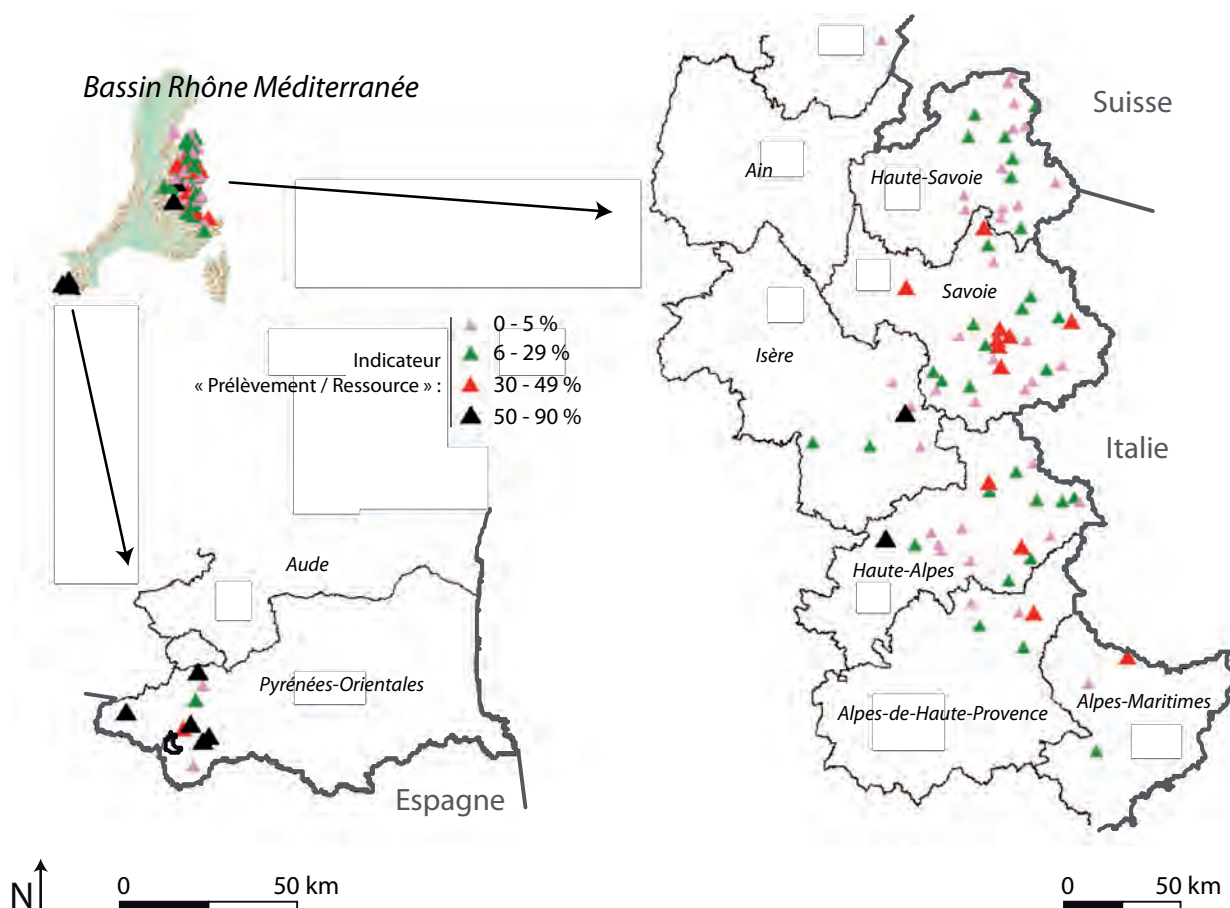 Bassin Rhône Méditerranée
Suisse
Ain
Haute-Savoie
Savoie
Isère
Indicateur
« Prélèvement / Ressource » :
0 - 5 %
6 - 29 %
30 - 49 %
50 - 90 %
Italie
Aude
Haute-Alpes
Pyrénées-Orientales
Alpes-de-Haute-Provence
Alpes-Maritimes
Espagne
N
0 50 km
0 50 km